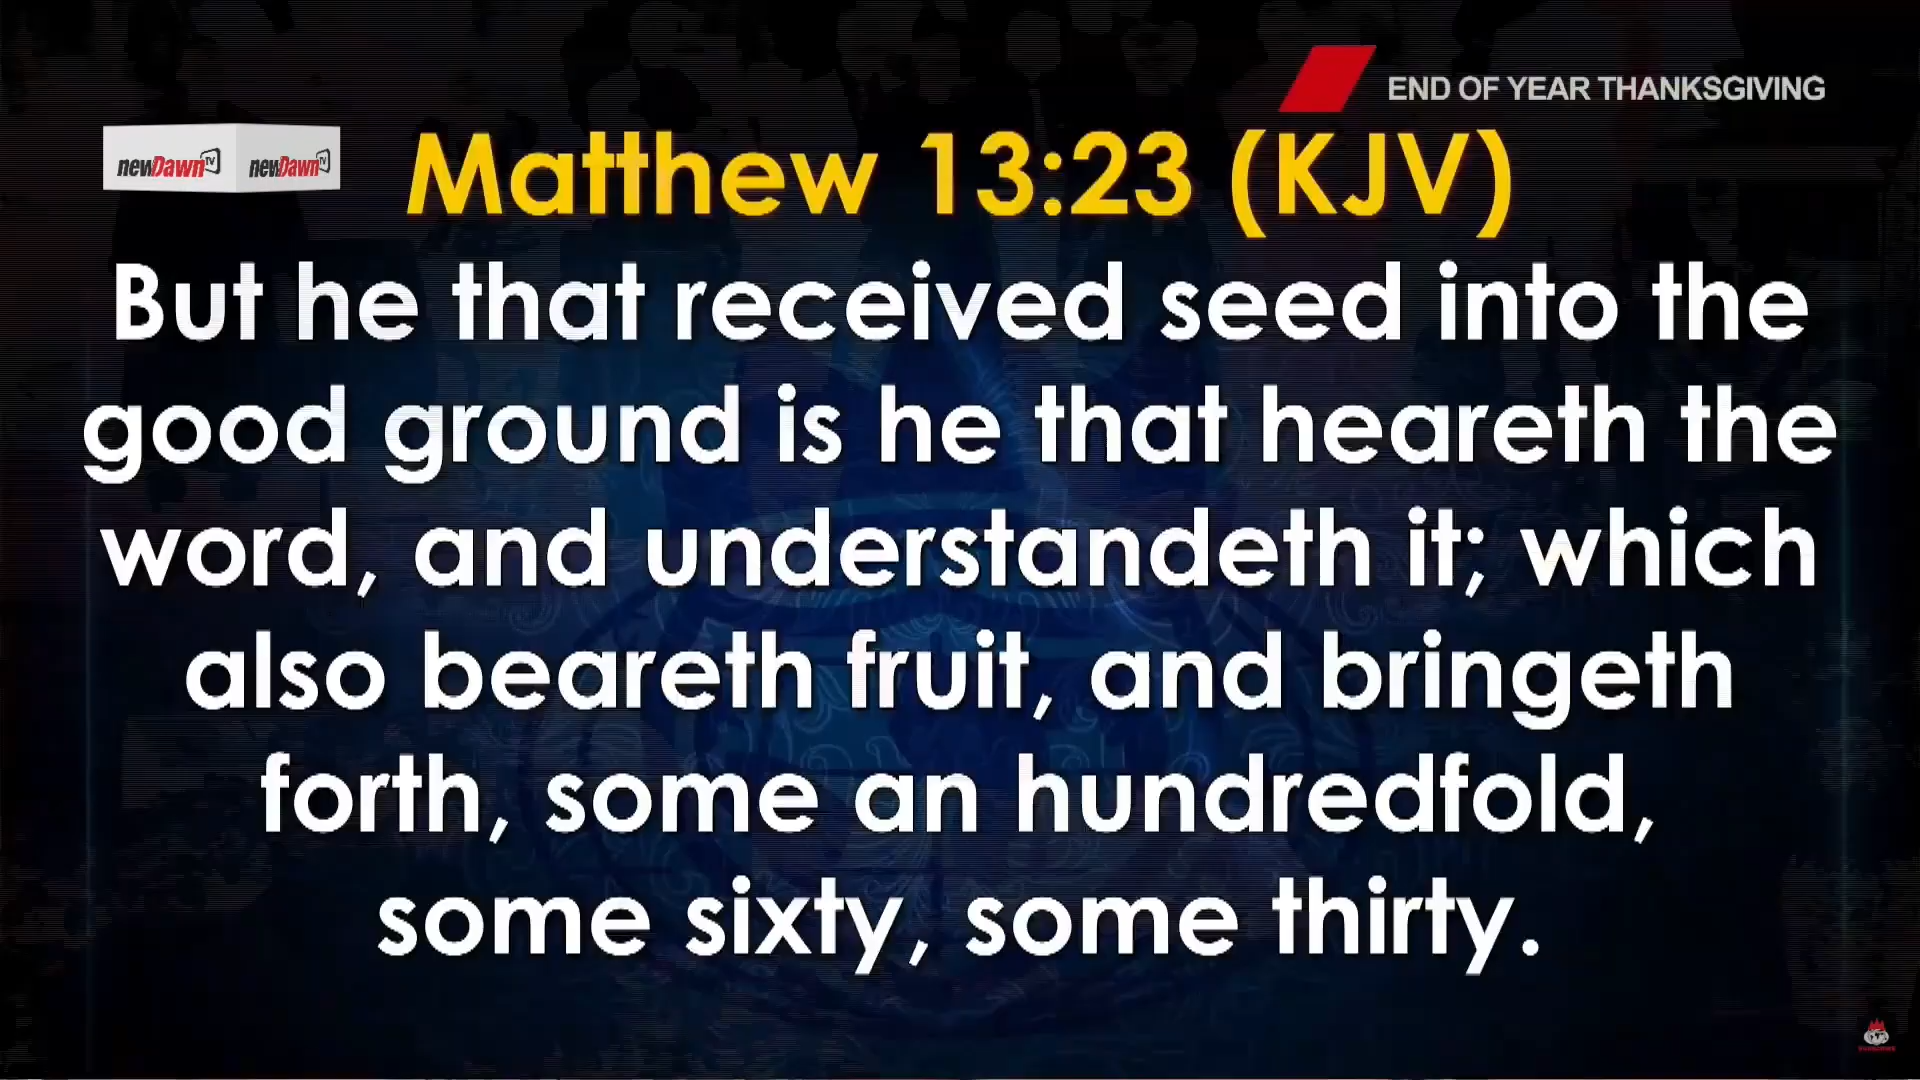 END OF YEAR THANKSGIVING
newDawn TV newDawn TV
Matthew 13:23 (KJV)
But he that received seed into the
good ground is he that heareth the
word, and understandeth it; which
also beareth fruit, and bringeth
forth, some an hundredfold,
some sixty, some thirty.